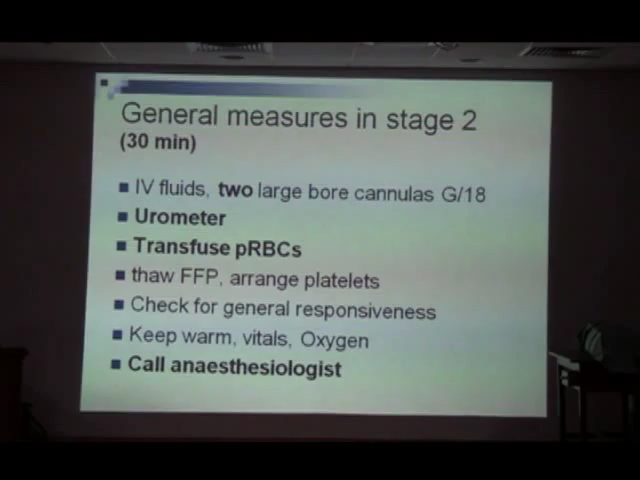 General measures in stage 2
(30 min)
IV fluids, two large bore cannulas G/18
Urometer
Transfuse pRBCs
thaw FFP, arrange platelets
Check for general responsiveness
Keep warm, vitals, Oxygen
Call anaesthesiologist